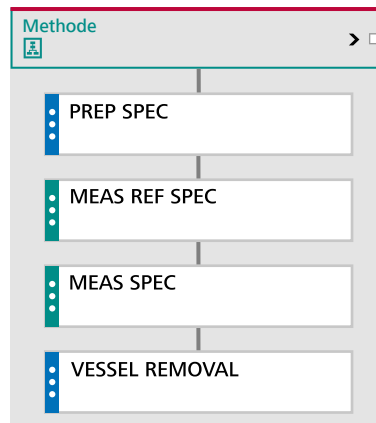 Methode
PREP SPEC
MEAS REF SPEC
MEAS SPEC
VESSEL REMOVAL